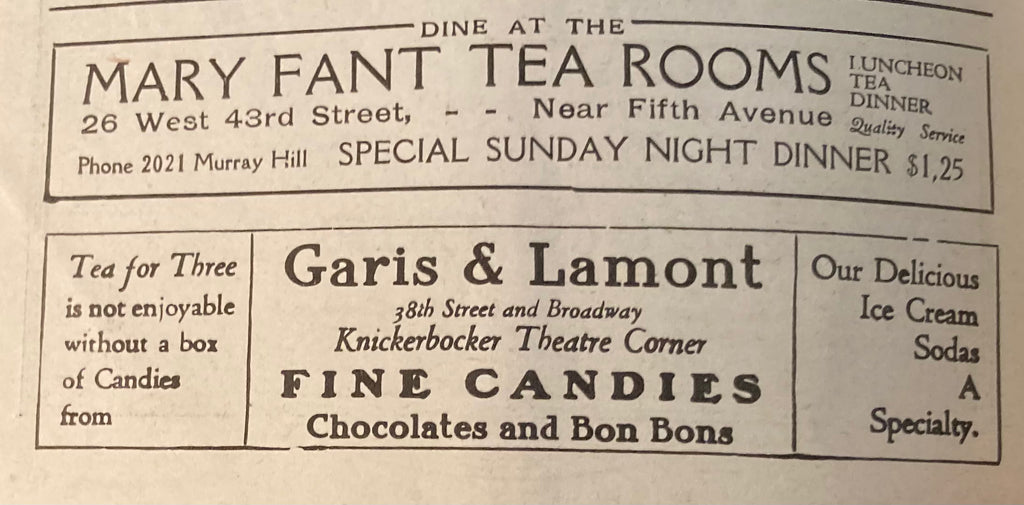 DINE AT THE
MARY FANT TEA ROOMS
LUNCHEON
TEA
DINNER
Quality Service
26 West 43rd Street, - - Near Fifth Avenue
Phone 2021 Murray Hill SPECIAL SUNDAY NIGHT DINNER $1,25
Tea for Three
is not enjoyable
without a box
of Candies
from
Garis & Lamont
38th Street and Broadway
Knickerbocker Theatre Corner
FINE CANDIES
Chocolates and Bon Bons
Our Delicious
Ice Cream
Sodas
A
Specialty.